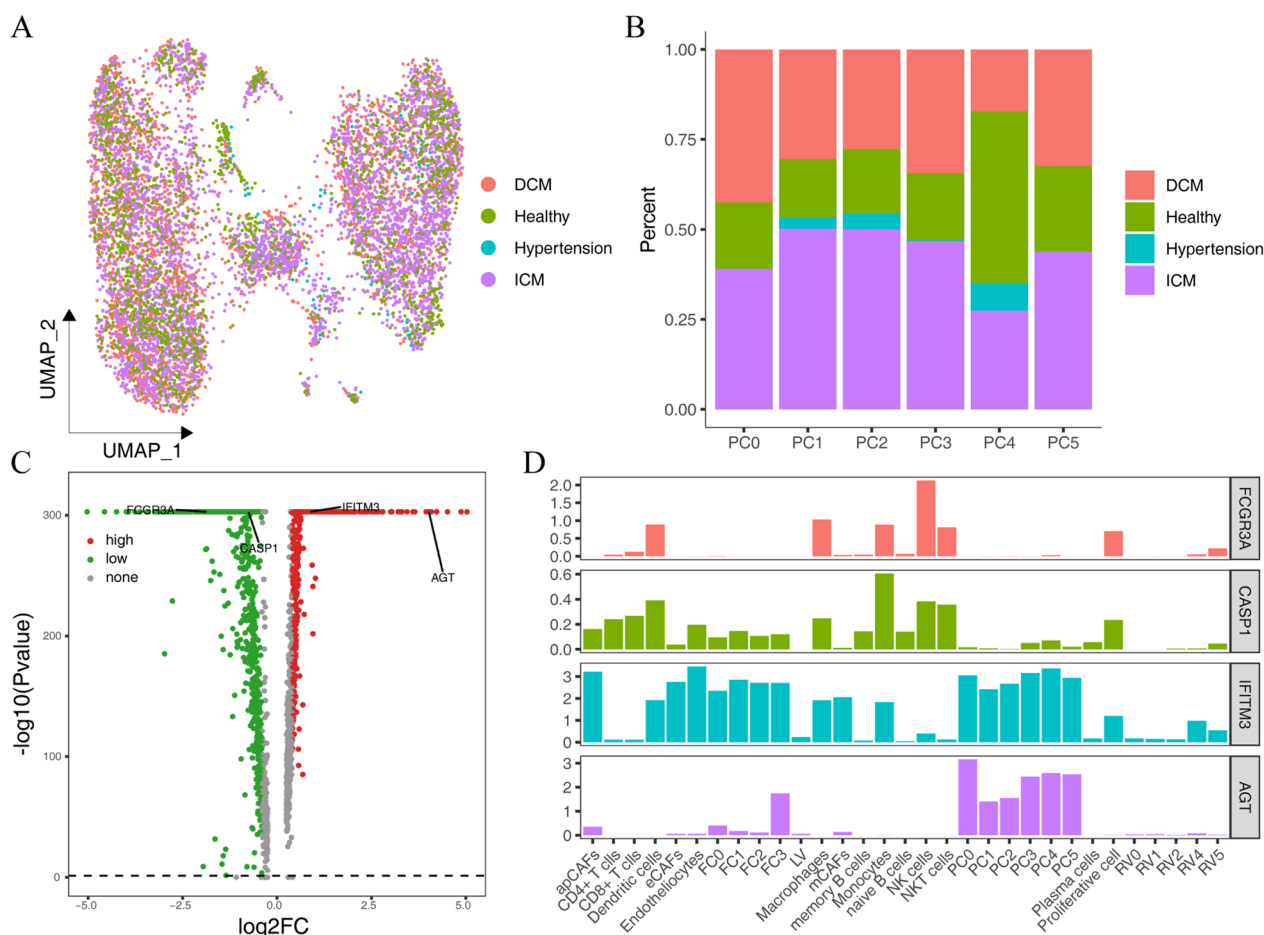 A
UMAP_2
UMAP_1
DCM
Healthy
Hypertension
ICM
B
1.00
0.75
0.50
0.25
0.00
Percent
PC0 PC1 PC2 PC3 PC4 PC5
DCM
Healthy
Hypertension
ICM
C
300
200
100
0
-log10(Pvalue)
FCGR3A
IFITM3
CASP1
AGT
high
low
none
−5.0 −2.5 0.0 2.5 5.0
log2FC
D
2.0
1.5
1.0
0.5
0.0
FCGR3A
0.6
0.4
0.2
0.0
CASP1
3
2
1
0
IFITM3
3
2
1
0
AGT
apCAFs
CD4+ T clls
CD8+ T clls
Dendritic cells
eCAFs
Endotheliocytes
FC0
FC1
FC2
FC3
LV
Macrophages
mCAFs
memory B cells
Monocytes
naive B cells
NK cells
NKT cells
PC0
PC1
PC2
PC3
PC4
PC5
Plasma cells
Proliferative cell
RV0
RV1
RV2
RV4
RV5